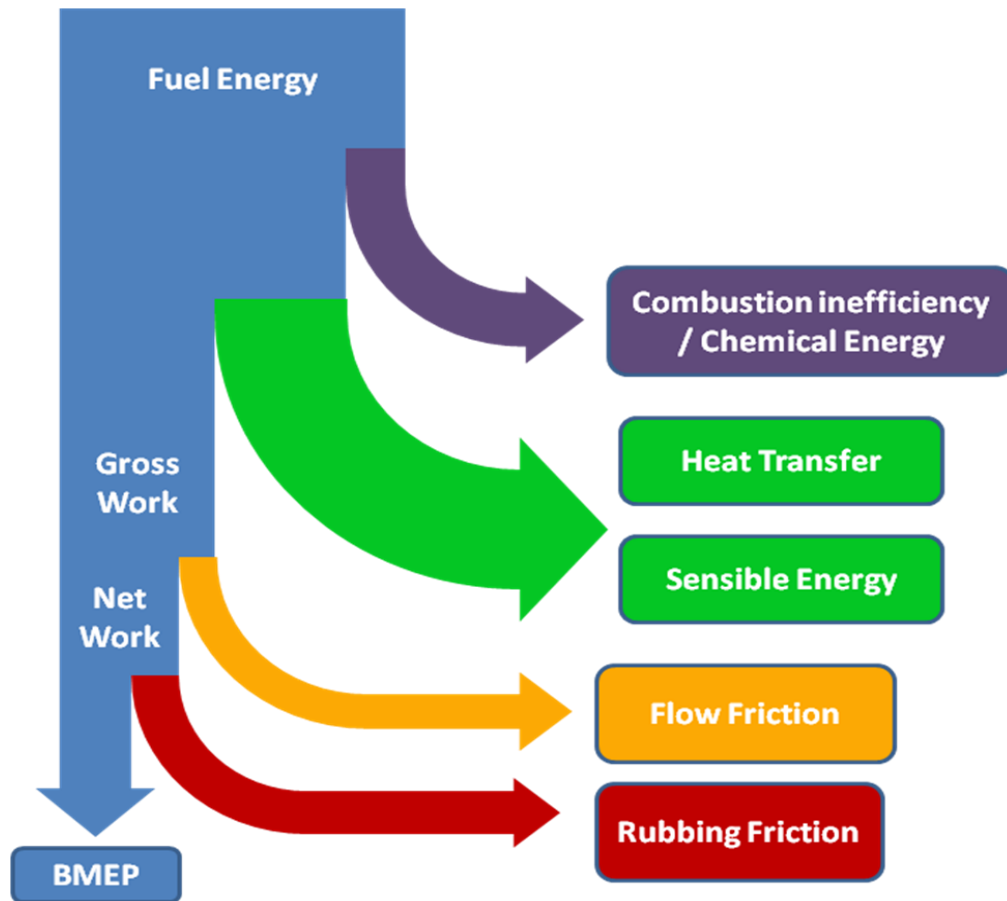 Fuel Energy
Combustion inefficiency
/ Chemical Energy
Heat Transfer
Gross
Work
Sensible Energy
Net
Work
Flow Friction
Rubbing Friction
BMEP